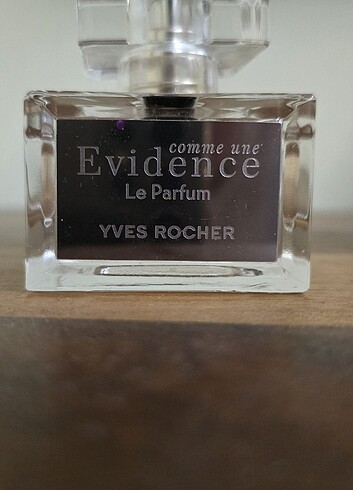 comme une
Evidence
Le Parfum
YVES ROCHER